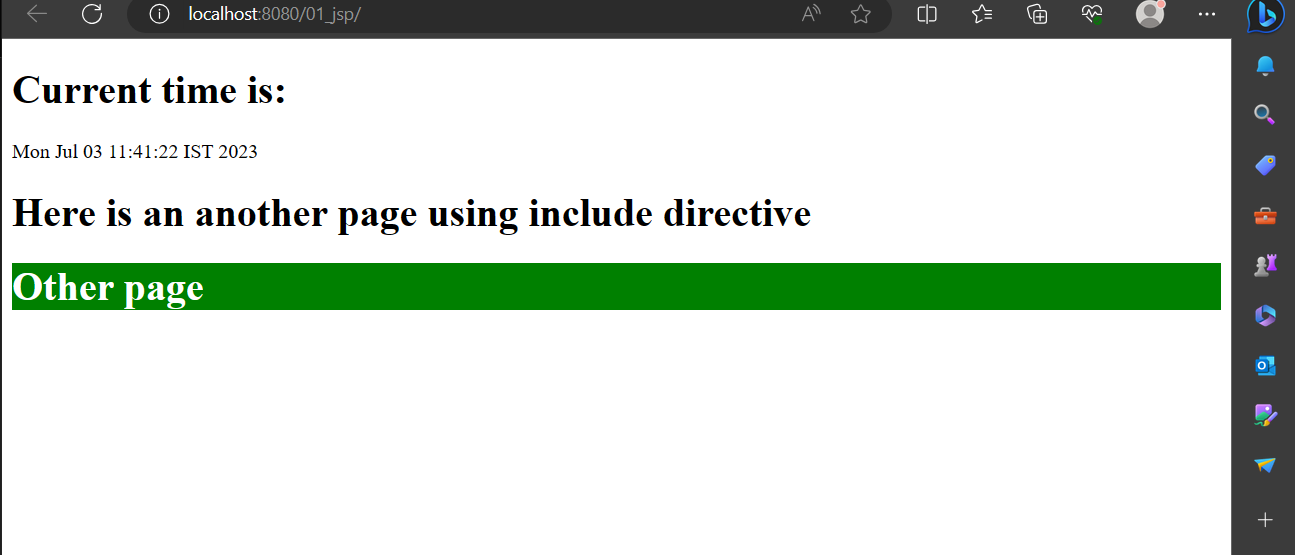 localhost:8080/01_jsp/
Current time is:
Mon Jul 03 11:41:22 IST 2023
Here is an another page using include directive
Other page